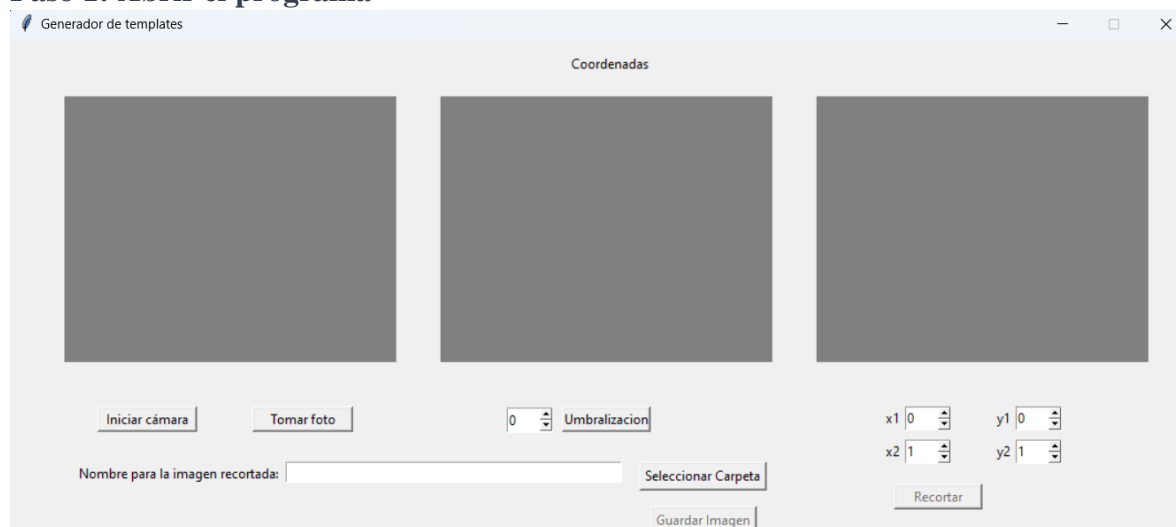 Paso 1: Abrir el programa
Generador de templates
Coordenadas
Iniciar cámara Tomar foto 0 Umbralizacion x1 0 y1 0
x2 1 y2 1
Nombre para la imagen recortada: Seleccionar Carpeta
Recortar
Guardar Imagen